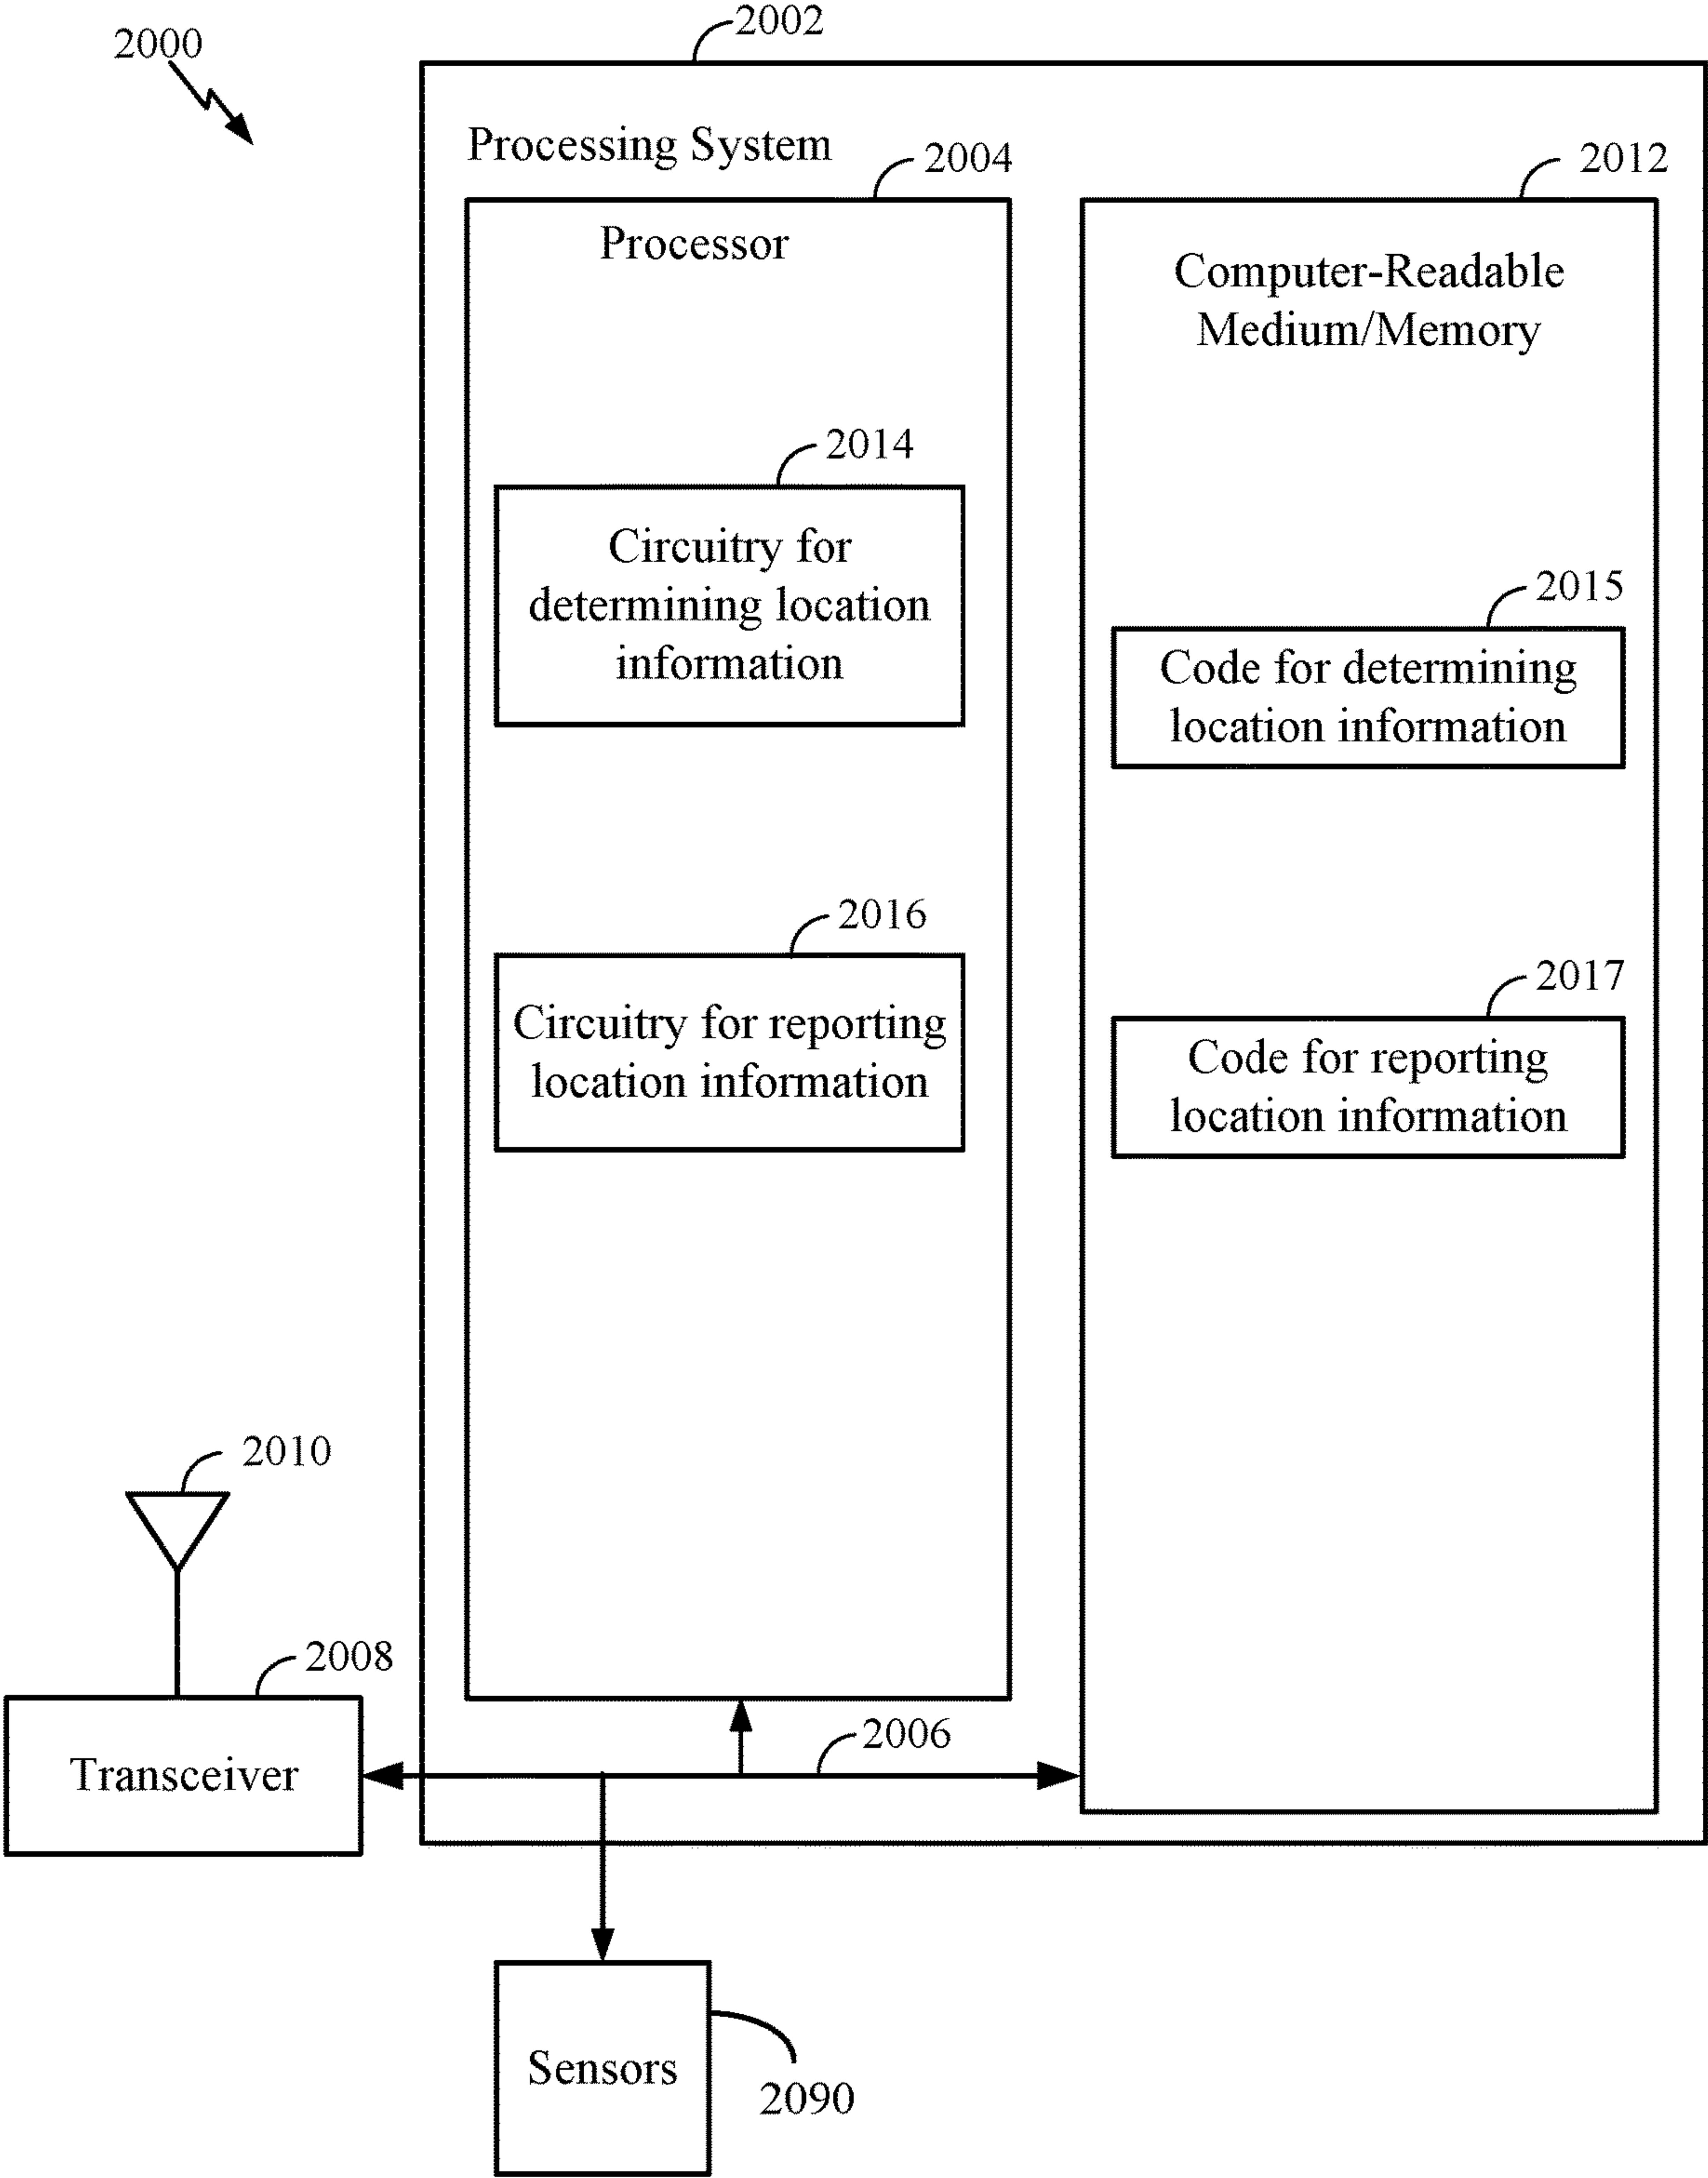 2002
2000
Processing System
2004
2012
Processor
Computer-Readable
Medium/Memory
2014
Circuitry for
determining location
information
2015
Code for determining
location information
2016
Circuitry for reporting
location information
2017
Code for reporting
location information
2010
2008
Transceiver
2006
Sensors
2090